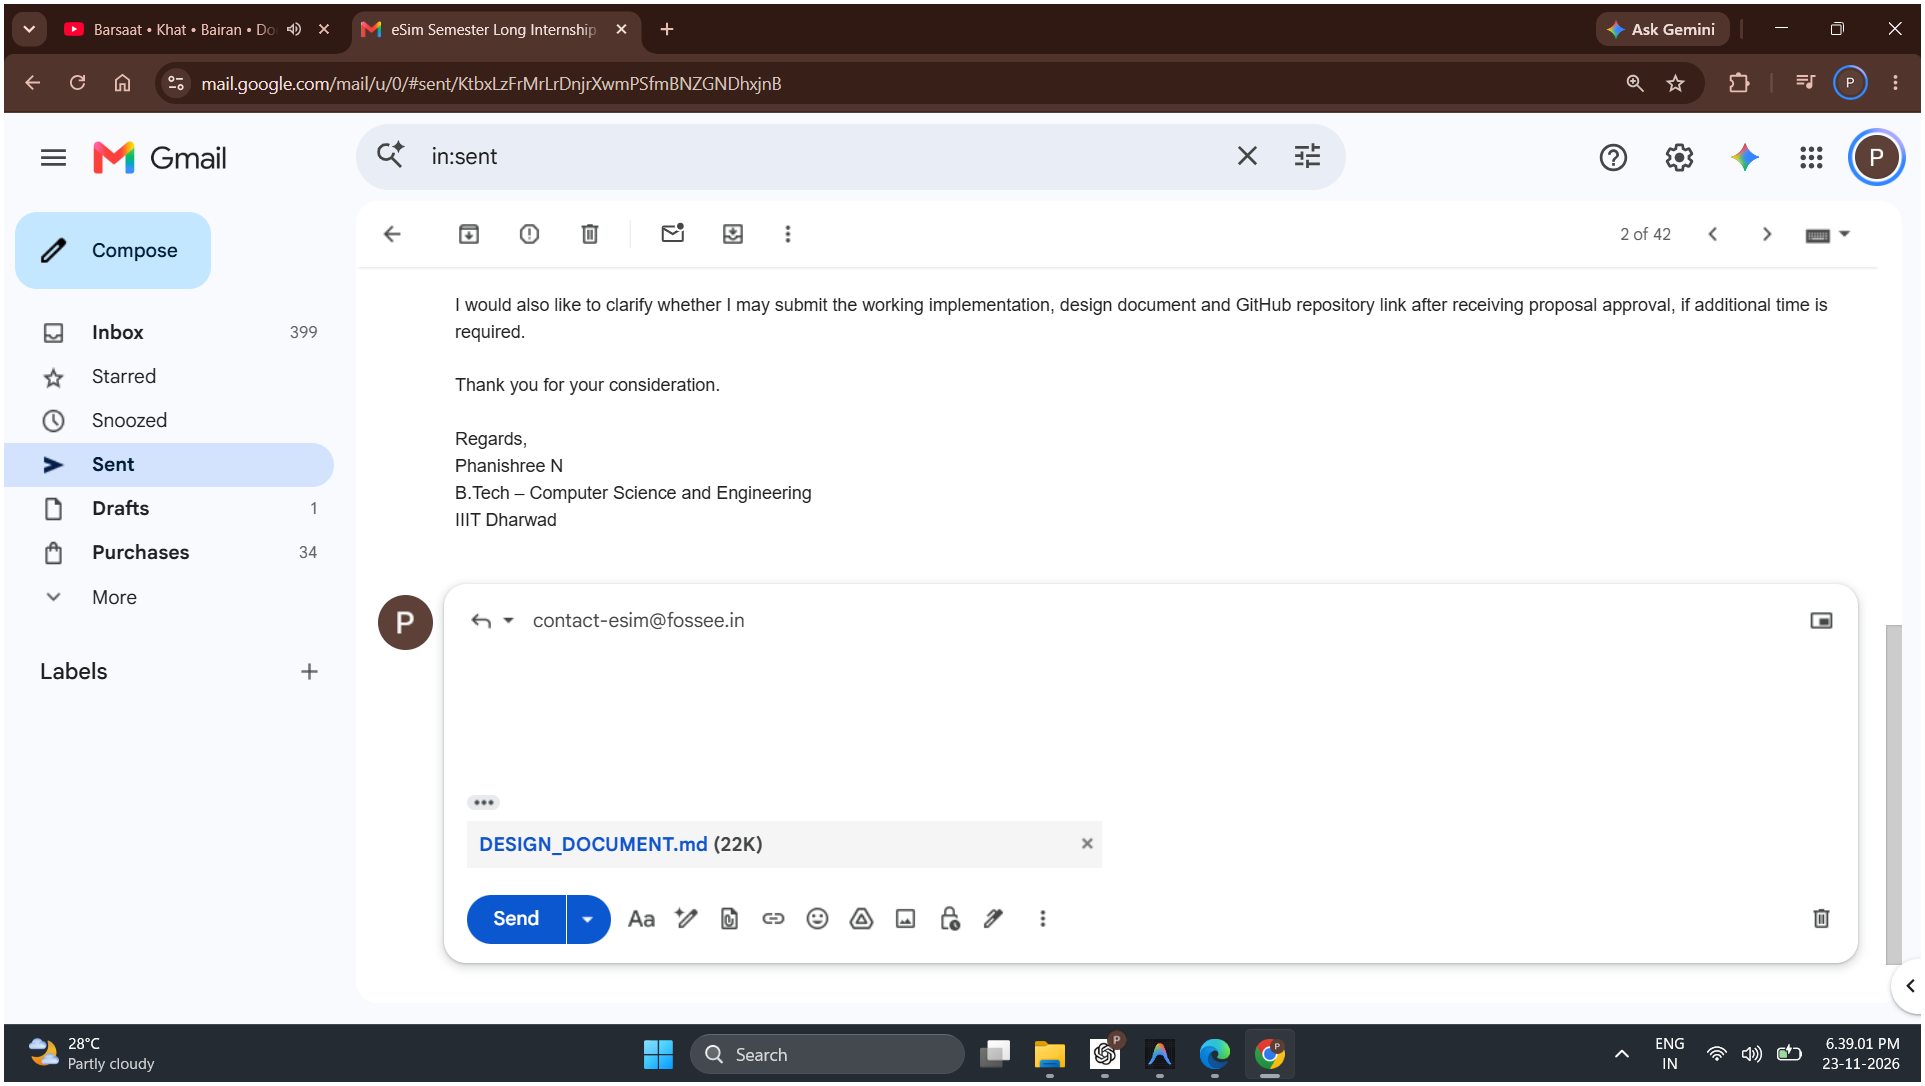 Barsaat • Khat • Bairan • Do
eSim Semester Long Internship
Ask Gemini
mail.google.com/mail/u/0/#sent/KtbxLzFrMrLrDnjrXwmPSfmBNZGNDhxjnB
P
Gmail
in:sent
P
Compose
2 of 42
Inbox 399
Starred
Snoozed
Sent
Drafts 1
Purchases 34
More
Labels
I would also like to clarify whether I may submit the working implementation, design document and GitHub repository link after receiving proposal approval, if additional time is
required.
Thank you for your consideration.
Regards,
Phanishree N
B.Tech – Computer Science and Engineering
IIIT Dharwad
P
contact-esim@fossee.in
DESIGN_DOCUMENT.md (22K)
Send
Aa
28°C
Partly cloudy
Search
P
P
ENG
IN
6.39.01 PM
23-11-2026